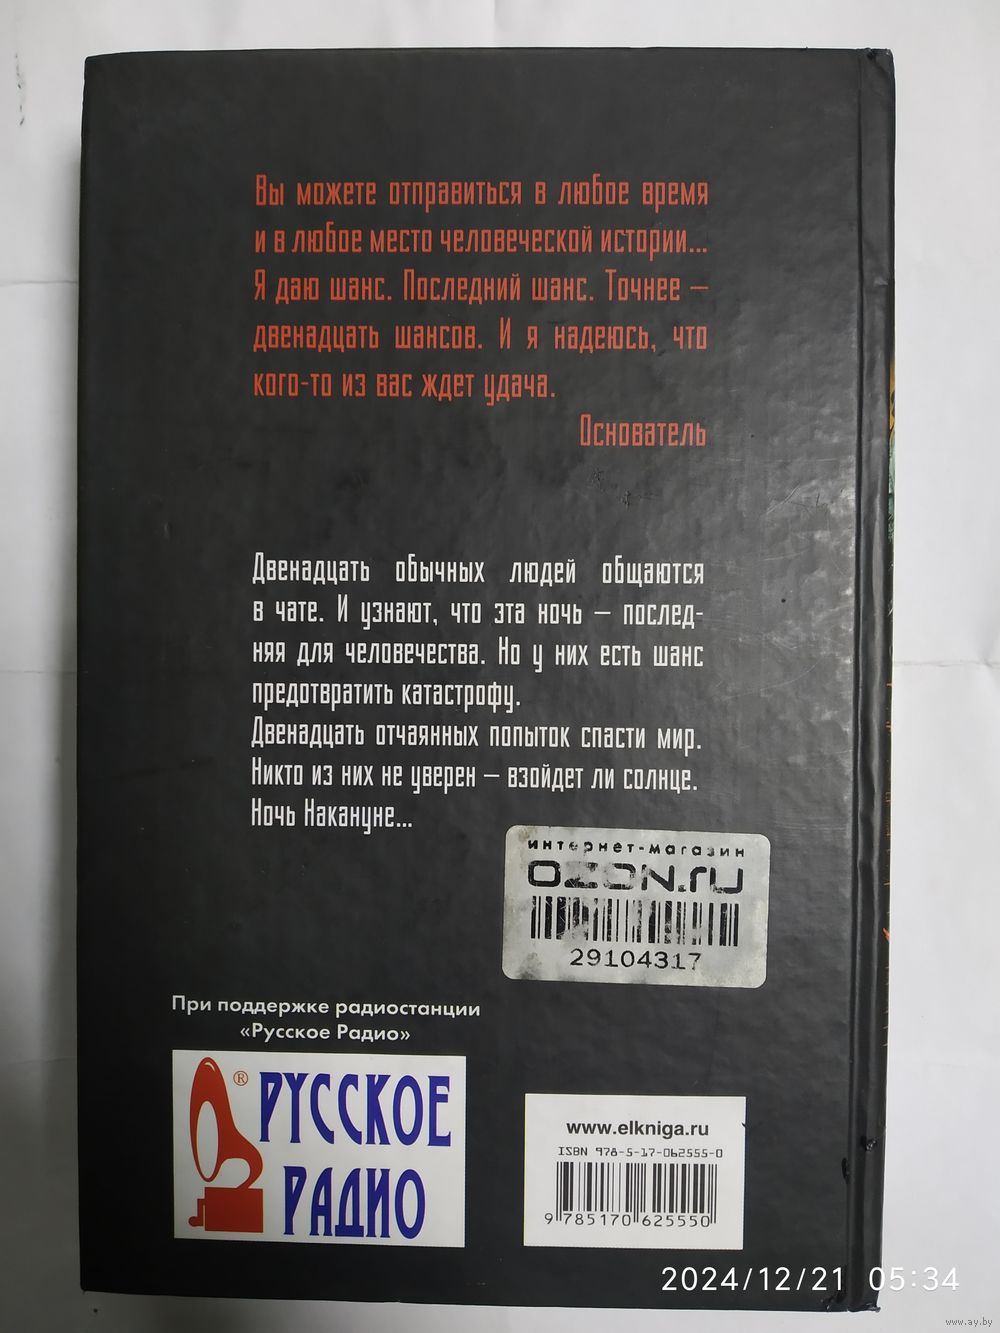 Вы можете отправиться в любое время
и в любое место человеческой истории...
Я даю шанс. Последний шанс. Точнее –
двенадцать шансов. И я надеюсь, что
кого-то из вас ждет удача.
Основатель
Двенадцать обычных людей общаются
в чате. И узнают, что эта ночь – послед-
няя для человечества. Но у них есть шанс
предотвратить катастрофу.
Двенадцать отчаянных попыток спасти мир.
Никто из них не уверен – взойдет ли солнце.
Ночь Накануне...
интернет-магазин
OZON.ru
29104317
При поддержке радиостанции
«Русское Радио»
® РУССКОЕ
РАДИО
www.elkniga.ru
ISBN 978-5-17-062555-0
9 785170 625550
2024/12/21 05:34
www.ay.by